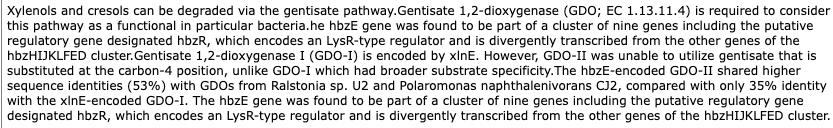 Xylenols and cresols can be degraded via the gentisate pathway.Gentisate 1,2-dioxygenase (GDO; EC 1.13.11.4) is required to consider
this pathway as a functional in particular bacteria.he hbzE gene was found to be part of a cluster of nine genes including the putative
regulatory gene designated hbzR, which encodes an LysR-type regulator and is divergently transcribed from the other genes of the
hbzHIJKLFED cluster.Gentisate 1,2-dioxygenase I (GDO-I) is encoded by xlnE. However, GDO-II was unable to utilize gentisate that is
substituted at the carbon-4 position, unlike GDO-I which had broader substrate specificity.The hbzE-encoded GDO-II shared higher
sequence identities (53%) with GDOs from Ralstonia sp. U2 and Polaromonas naphthalenivorans CJ2, compared with only 35% identity
with the xlnE-encoded GDO-I. The hbzE gene was found to be part of a cluster of nine genes including the putative regulatory gene
designated hbzR, which encodes an LysR-type regulator and is divergently transcribed from the other genes of the hbzHIJKLFED cluster.